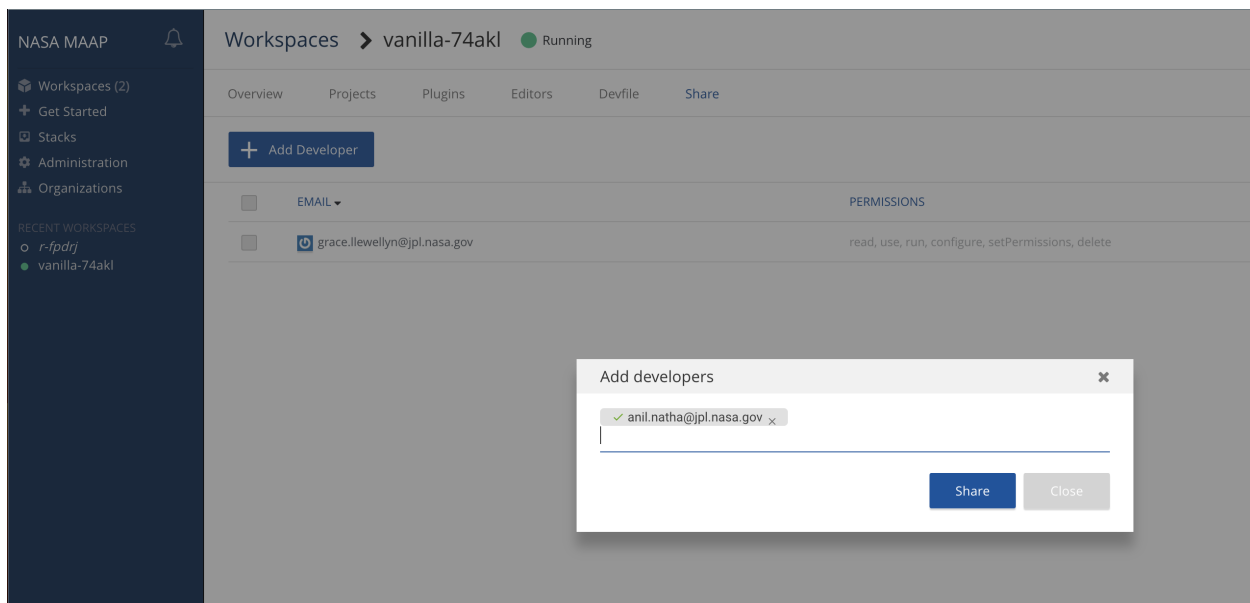 NASA MAAP
Workspaces (2)
Get Started
Stacks
Administration
Organizations
RECENT WORKSPACES
r-fpdrj
vanilla-74akl
Workspaces vanilla-74akl Running
Overview Projects Plugins Editors Devfile Share
Add Developer
EMAIL PERMISSIONS
grace.llewellyn@jpl.nasa.gov read, use, run, configure, setPermissions, delete
Add developers
anil.natha@jpl.nasa.gov
Share Close